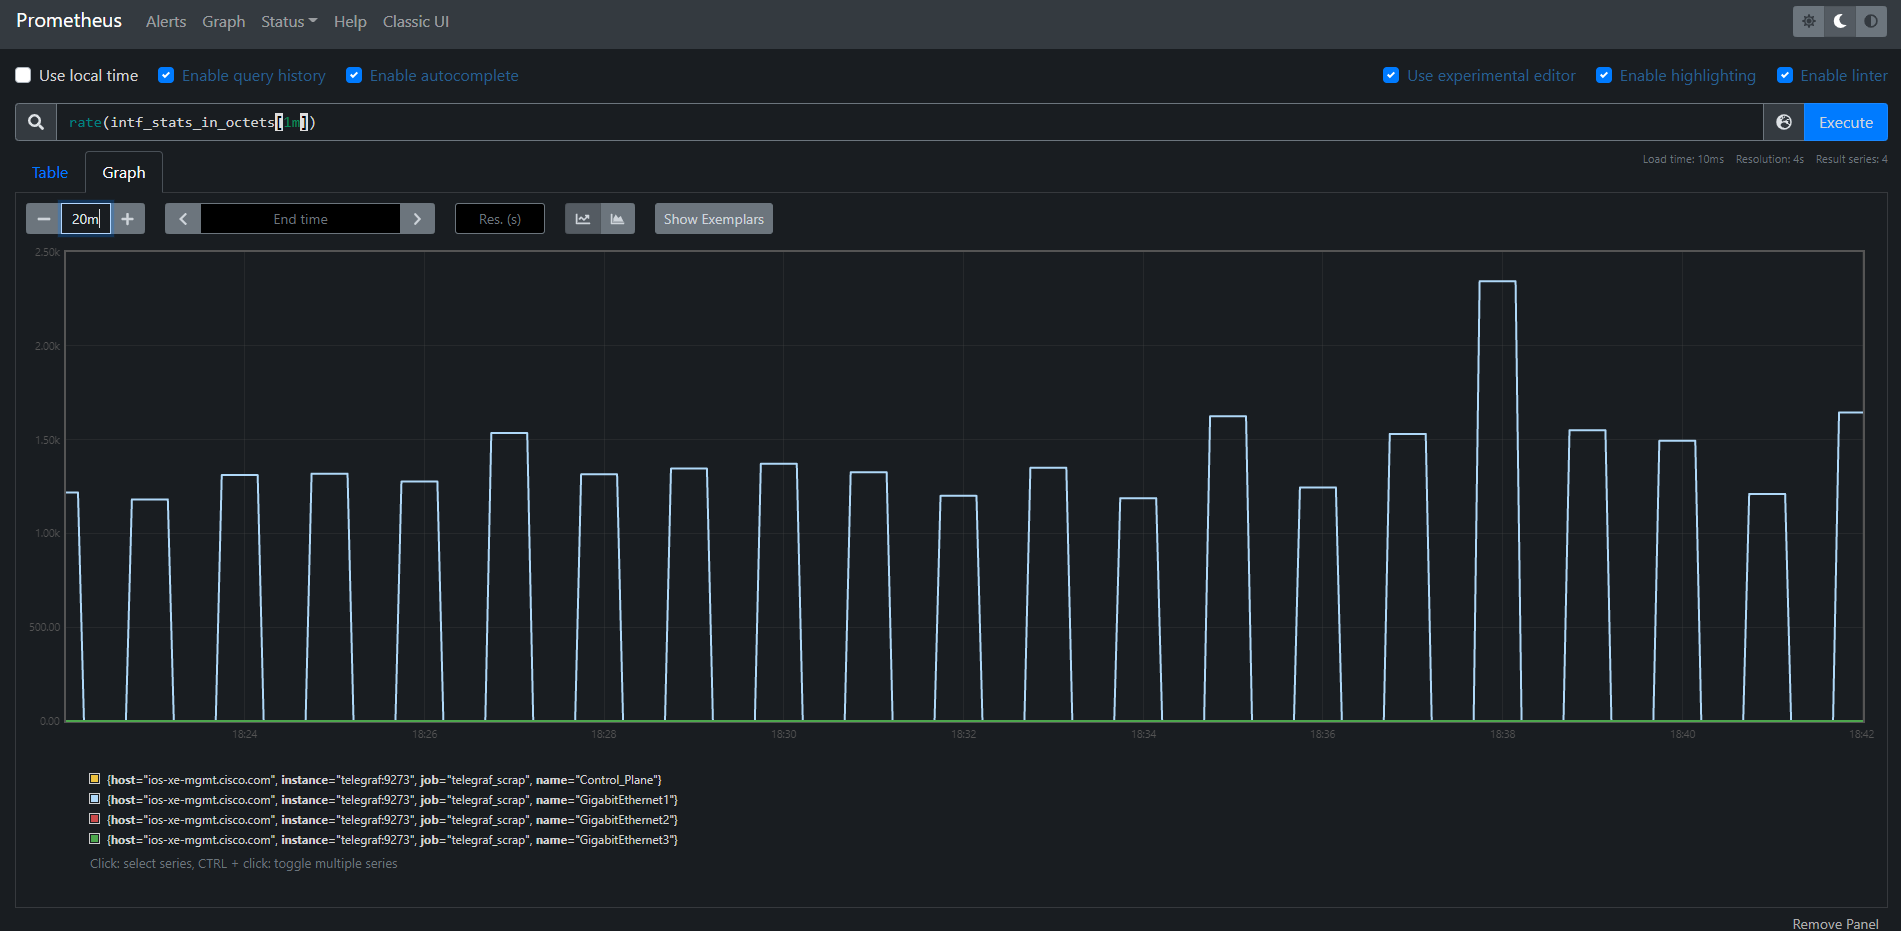 Prometheus Alerts Graph Status Help Classic UI
Use local time Enable query history Enable autocomplete Use experimental editor Enable highlighting Enable linter
rate(intf_stats_in_octets[1m]) Execute
Load time: 10ms Resolution: 4s Result series: 4
Table Graph
20m End time Res. (s) Show Exemplars
2.50k
2.00k
1.50k
1.00k
500.00
0.00
18:24 18:26 18:28 18:30 18:32 18:34 18:36 18:38 18:40 18:42
{host="ios-xe-mgmt.cisco.com", instance="telegraf:9273", job="telegraf_scrap", name="Control_Plane"}
{host="ios-xe-mgmt.cisco.com", instance="telegraf:9273", job="telegraf_scrap", name="GigabitEthernet1"}
{host="ios-xe-mgmt.cisco.com", instance="telegraf:9273", job="telegraf_scrap", name="GigabitEthernet2"}
{host="ios-xe-mgmt.cisco.com", instance="telegraf:9273", job="telegraf_scrap", name="GigabitEthernet3"}
Click: select series, CTRL + click: toggle multiple series
Remove Panel